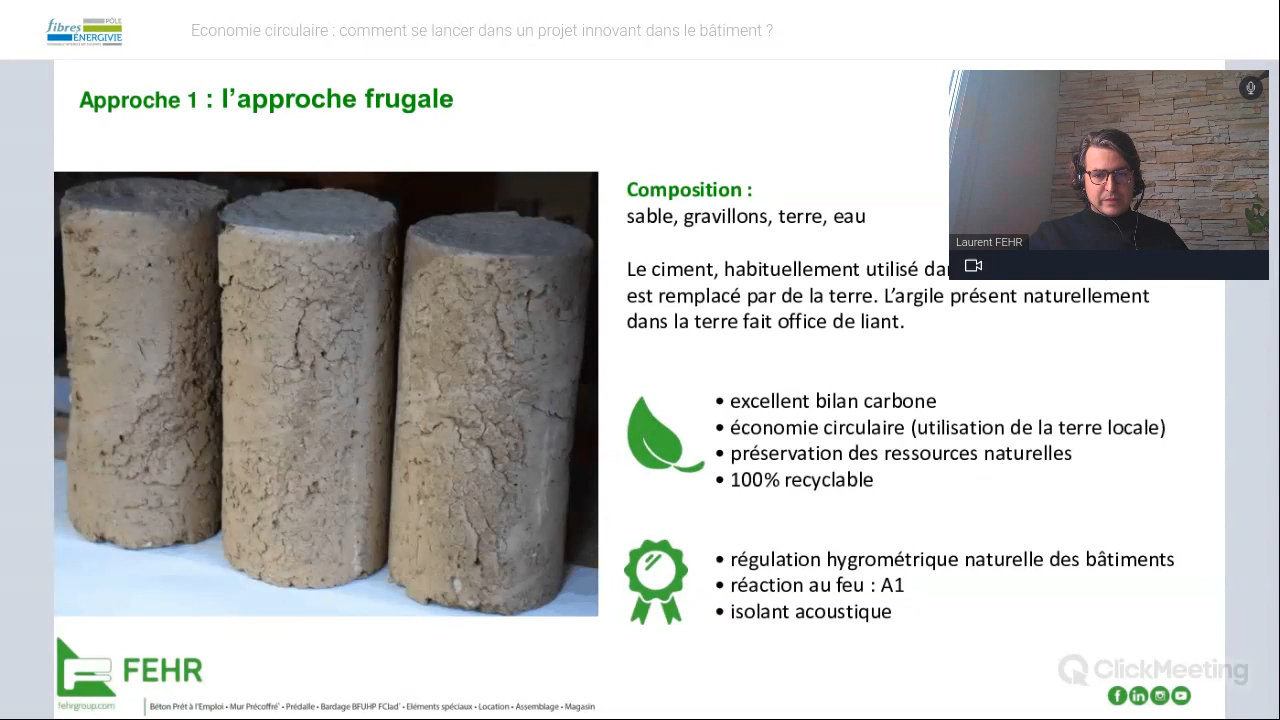 fibres
PÔLE
ÉNERGIVIE
Economie circulaire : comment se lancer dans un projet innovant dans le bâtiment ?
Approche 1 : l’approche frugale
Laurent FEHR
Composition :
sable, gravillons, terre, eau
Le ciment, habituellement utilisé
est remplacé par de la terre. L’argile présent naturellement
dans la terre fait office de liant.
• excellent bilan carbone
• économie circulaire (utilisation de la terre locale)
• préservation des ressources naturelles
• 100% recyclable
• régulation hygrométrique naturelle des bâtiments
• réaction au feu : A1
• isolant acoustique
FEHR
fehrgroup.com
Béton Prêt à l'Emploi • Mur Précoffré® • Prédalle • Bardage BFUHP FClad® • Eléments spéciaux • Location • Assemblage • Magasin
ClickMeeting